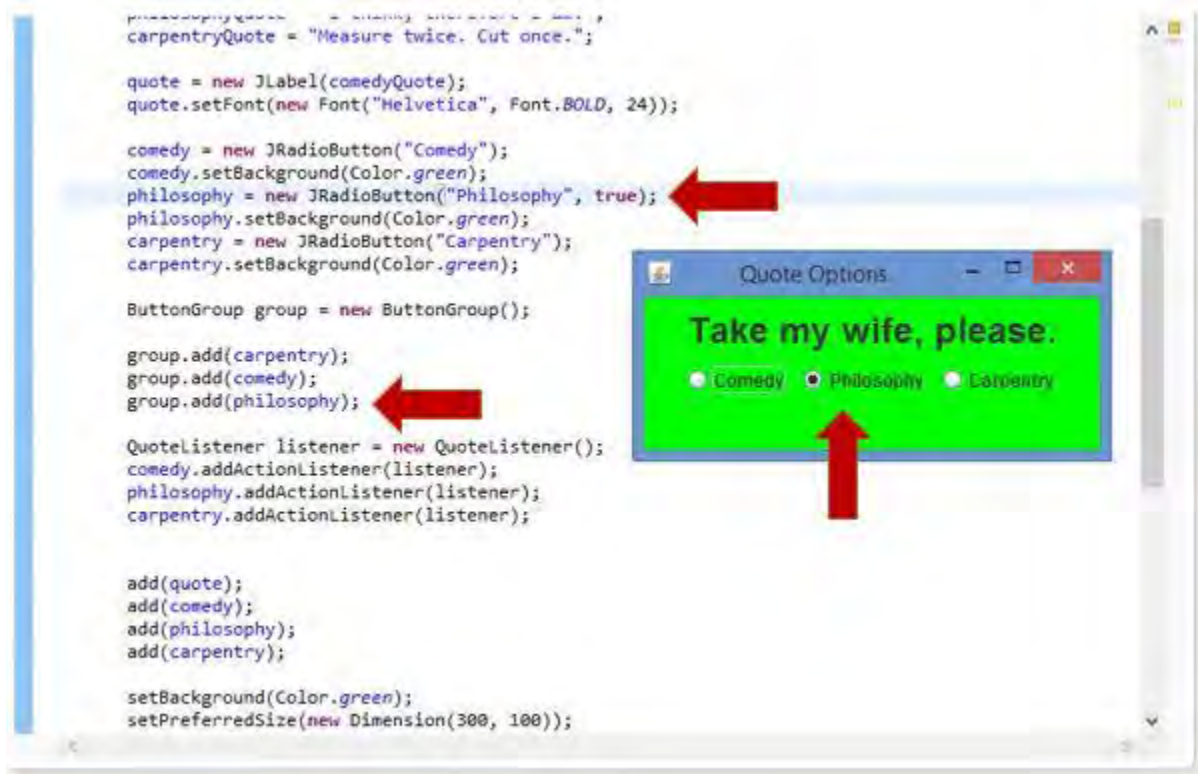 carpentryQuote = "Measure twice. Cut once.";
quote = new JLabel(comedyQuote);
quote.setFont(new Font("Helvetica", Font.BOLD, 24));
comedy = new JRadioButton("Comedy");
comedy.setBackground(Color.green);
philosophy = new JRadioButton("Philosophy", true);
philosophy.setBackground(Color.green);
carpentry = new JRadioButton("Carpentry");
carpentry.setBackground(Color.green);
ButtonGroup group = new ButtonGroup();
group.add(carpentry);
group.add(comedy);
group.add(philosophy);
QuoteListener listener = new QuoteListener();
comedy.addActionListener(listener);
philosophy.addActionListener(listener);
carpentry.addActionListener(listener);
add(quote);
add(comedy);
add(philosophy);
add(carpentry);
setBackground(Color.green);
setPreferredSize(new Dimension(300, 100));
Quote Options
Take my wife, please.
Comedy Philosophy Carpentry